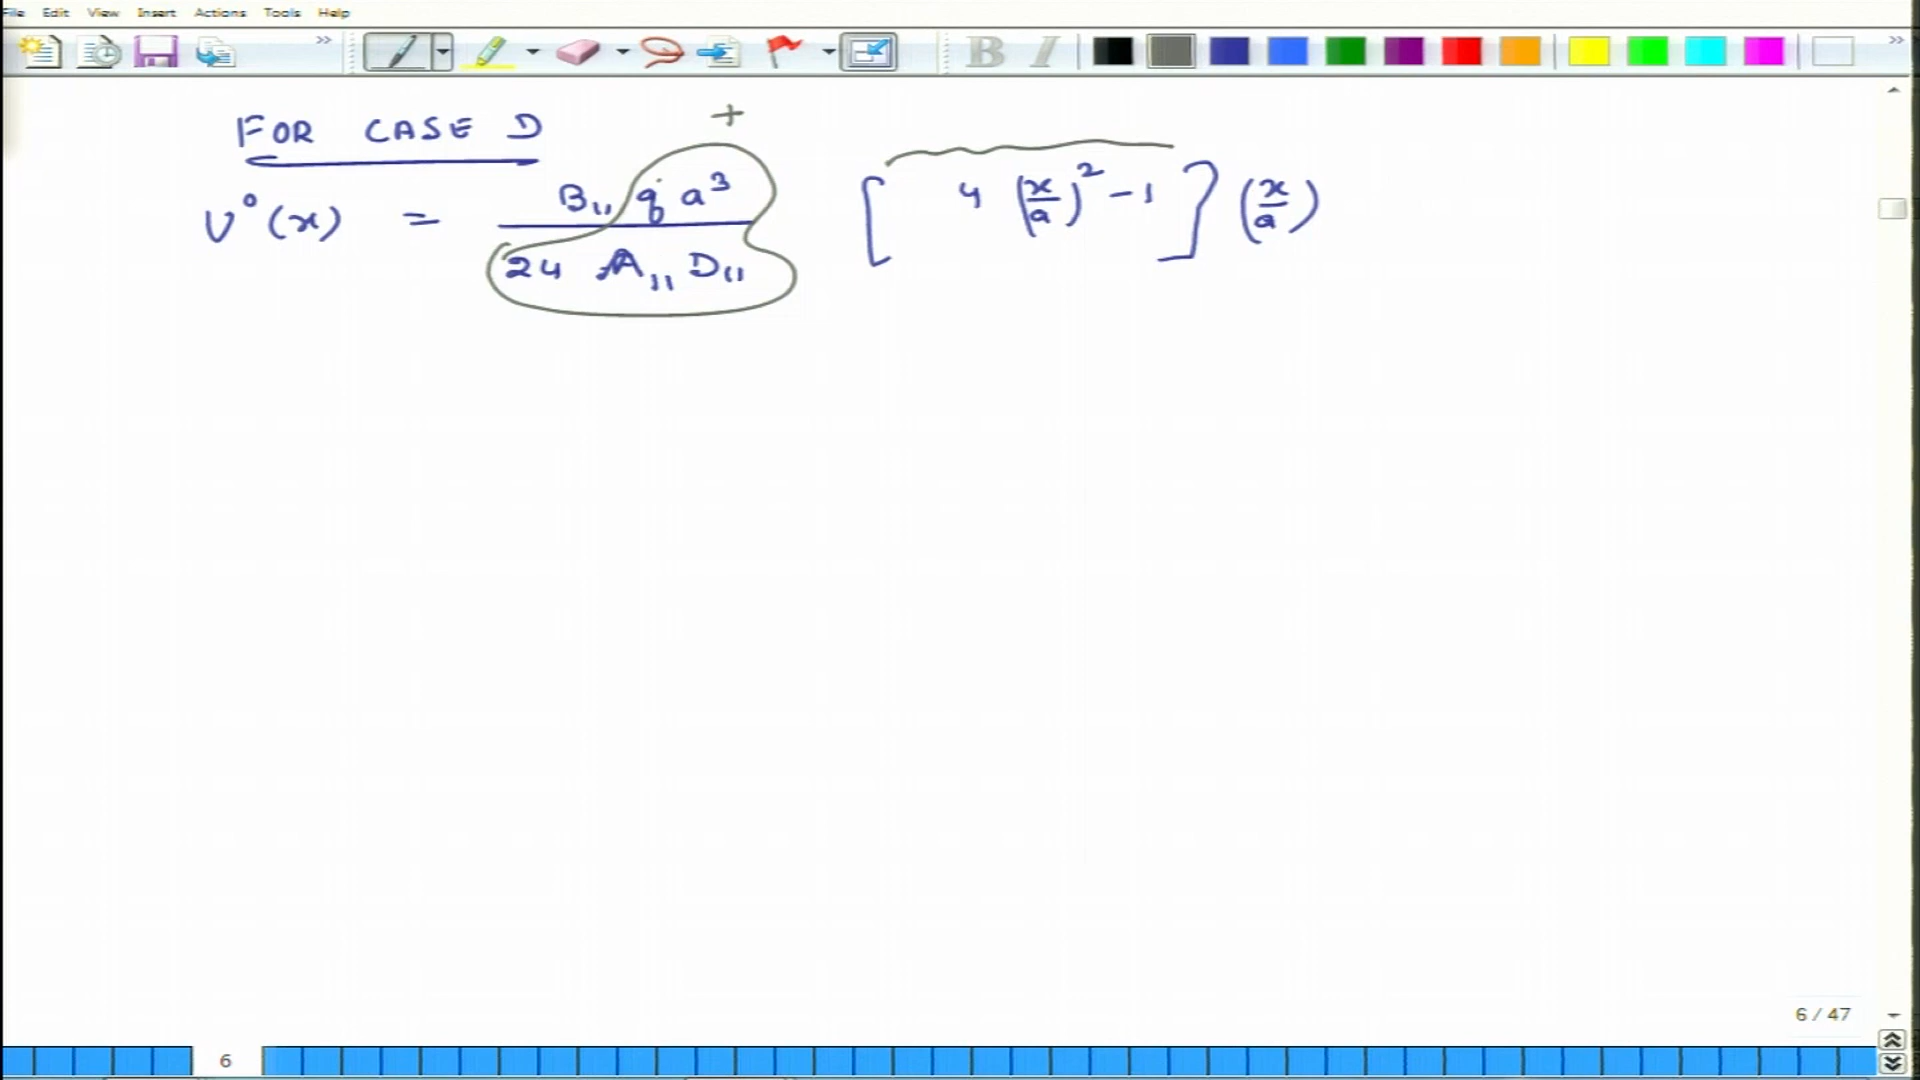 File Edit View Insert Actions Tools Help
B I
FOR CASE D
+
U°(x) = B₁₁ q a³ / 24 A₁₁ D₁₁ [ 4 (x/a)² - 1 ] (x/a)
6 / 47
6